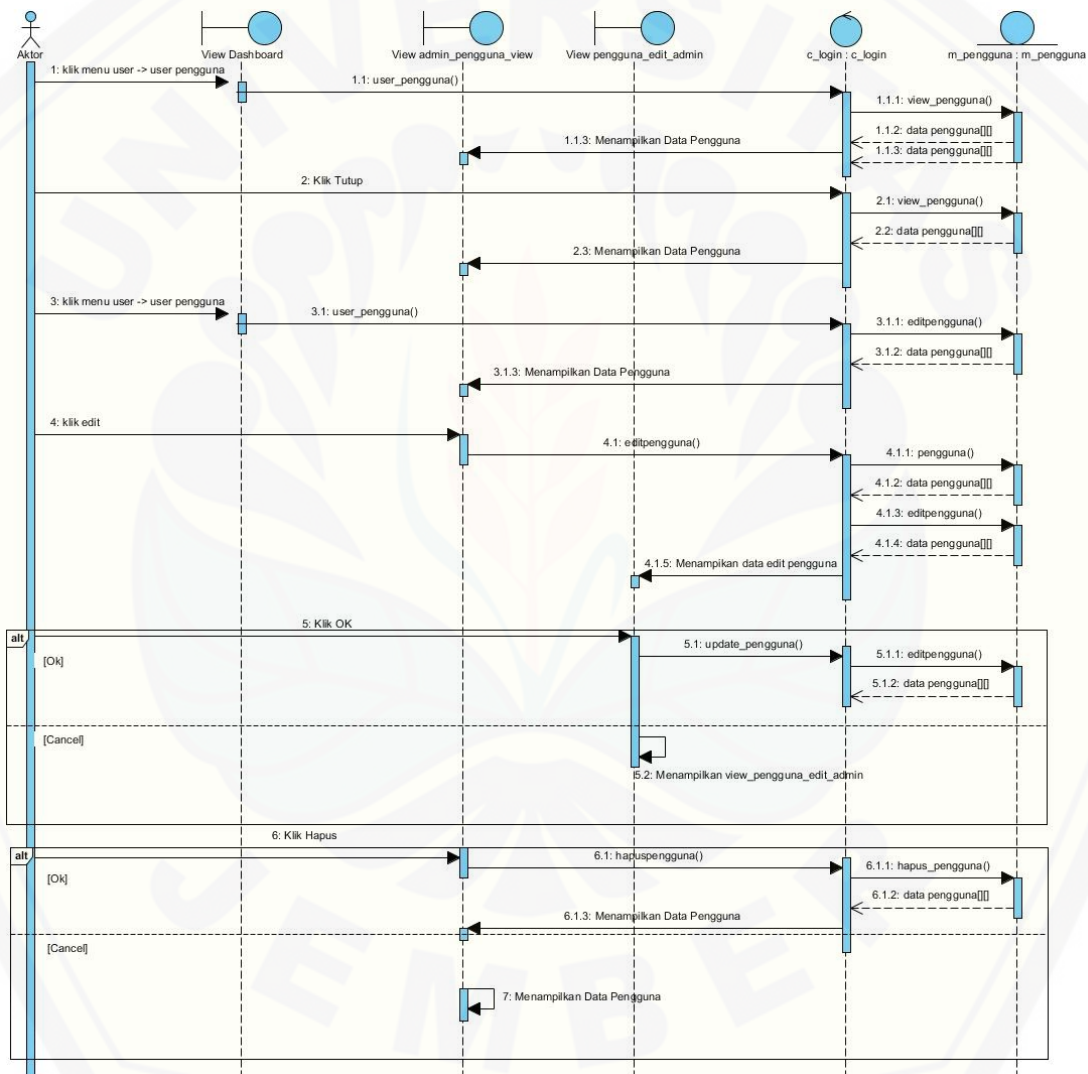 UNIVERSITAS
Aktor
View Dashboard
View admin_pengguna_view
View pengguna_edit_admin
c_login : c_login
m_pengguna : m_pengguna
1: klik menu user -> user pengguna
1.1: user_pengguna()
1.1.1: view_pengguna()
1.1.2: data pengguna[][]
1.1.3: Menampilkan Data Pengguna
1.1.3: data pengguna[][]
2: Klik Tutup
2.1: view_pengguna()
2.2: data pengguna[][]
2.3: Menampilkan Data Pengguna
3: klik menu user -> user pengguna
3.1: user_pengguna()
3.1.1: editpengguna()
3.1.2: data pengguna[][]
3.1.3: Menampilkan Data Pengguna
4: klik edit
4.1: editpengguna()
4.1.1: pengguna()
4.1.2: data pengguna[][]
4.1.3: editpengguna()
4.1.4: data pengguna[][]
4.1.5: Menampikan data edit pengguna
5: Klik OK
alt
[Ok]
5.1: update_pengguna()
5.1.1: editpengguna()
5.1.2: data pengguna[][]
[Cancel]
5.2: Menampilkan view_pengguna_edit_admin
6: Klik Hapus
alt
[Ok]
6.1: hapuspengguna()
6.1.1: hapus_pengguna()
6.1.2: data pengguna[][]
6.1.3: Menampilkan Data Pengguna
[Cancel]
7: Menampilkan Data Pengguna
JEMBER